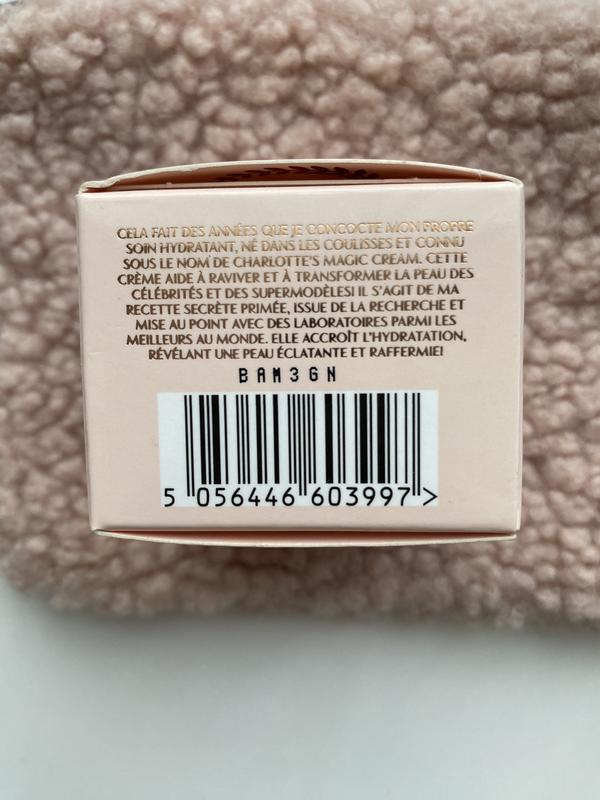 CELA FAIT DES ANNÉES QUE JE CONCOCTE MON PROPRE
SOIN HYDRATANT, NÉ DANS LES COULISSES ET CONNU
SOUS LE NOM DE CHARLOTTE'S MAGIC CREAM. CETTE
CRÈME AIDE À RAVIVER ET À TRANSFORMER LA PEAU DES
CÉLÉBRITÉS ET DES SUPERMODÈLES! IL S'AGIT DE MA
RECETTE SECRÈTE PRIMÉE, ISSUE DE LA RECHERCHE ET
MISE AU POINT AVEC DES LABORATOIRES PARMI LES
MEILLEURS AU MONDE. ELLE ACCROÎT L'HYDRATATION,
RÉVÉLANT UNE PEAU ÉCLATANTE ET RAFFERMIE!
BAM3GN
5 056446 603997 >